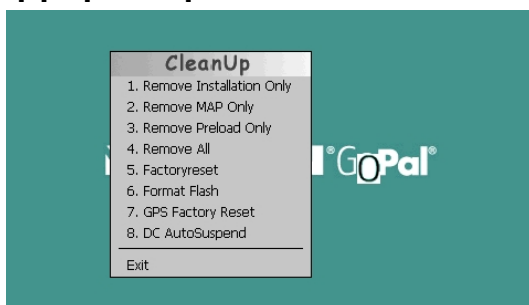 CleanUp
1. Remove Installation Only
2. Remove MAP Only
3. Remove Preload Only
4. Remove All
5. Factoryreset
6. Format Flash
7. GPS Factory Reset
8. DC AutoSuspend
Exit
GoPal®